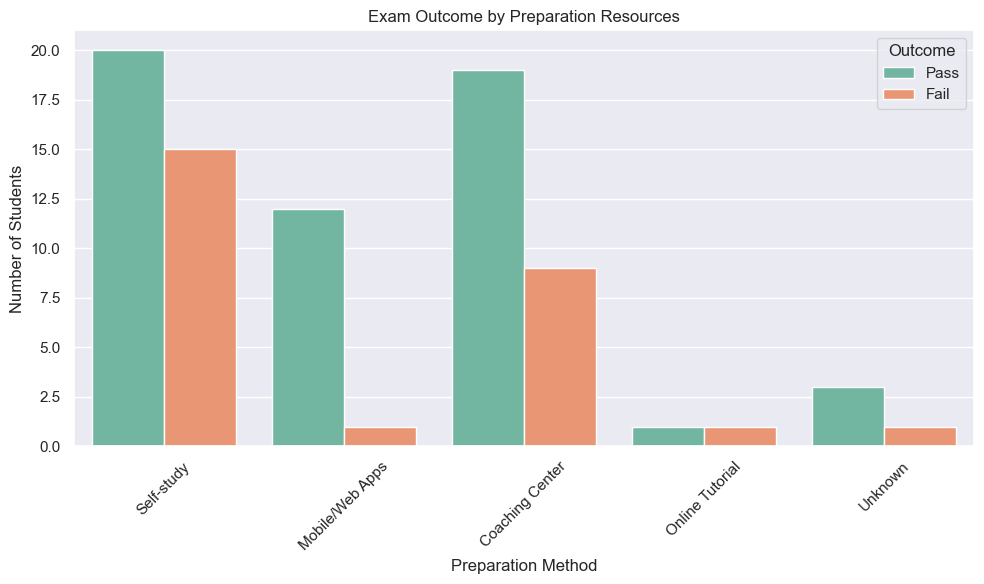 Exam Outcome by Preparation Resources
Outcome
Pass
Fail
Number of Students
20.0
17.5
15.0
12.5
10.0
7.5
5.0
2.5
0.0
Self-study
Mobile/Web Apps
Coaching Center
Online Tutorial
Unknown
Preparation Method